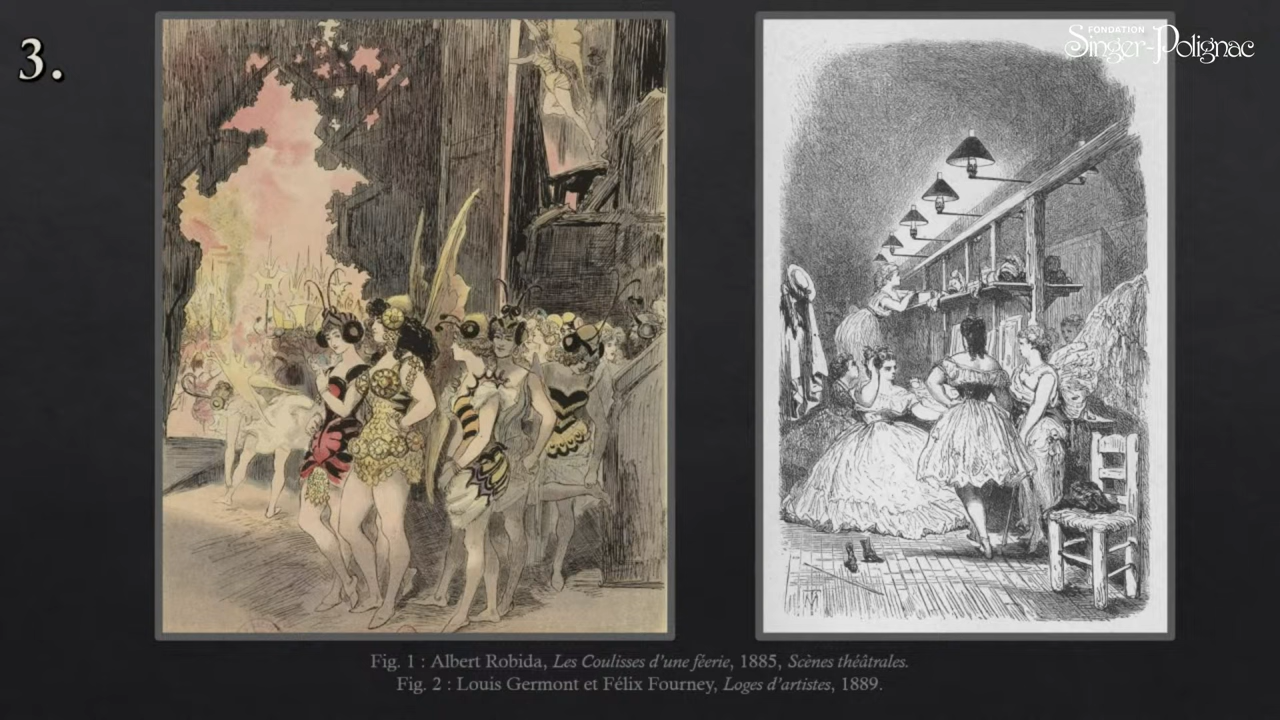 3.
FONDATION
Singer-Polignac
Fig. 1 : Albert Robida, Les Coulisses d'une féerie, 1885, Scènes théâtrales.
Fig. 2 : Louis Germont et Félix Fourney, Loges d'artistes, 1889.